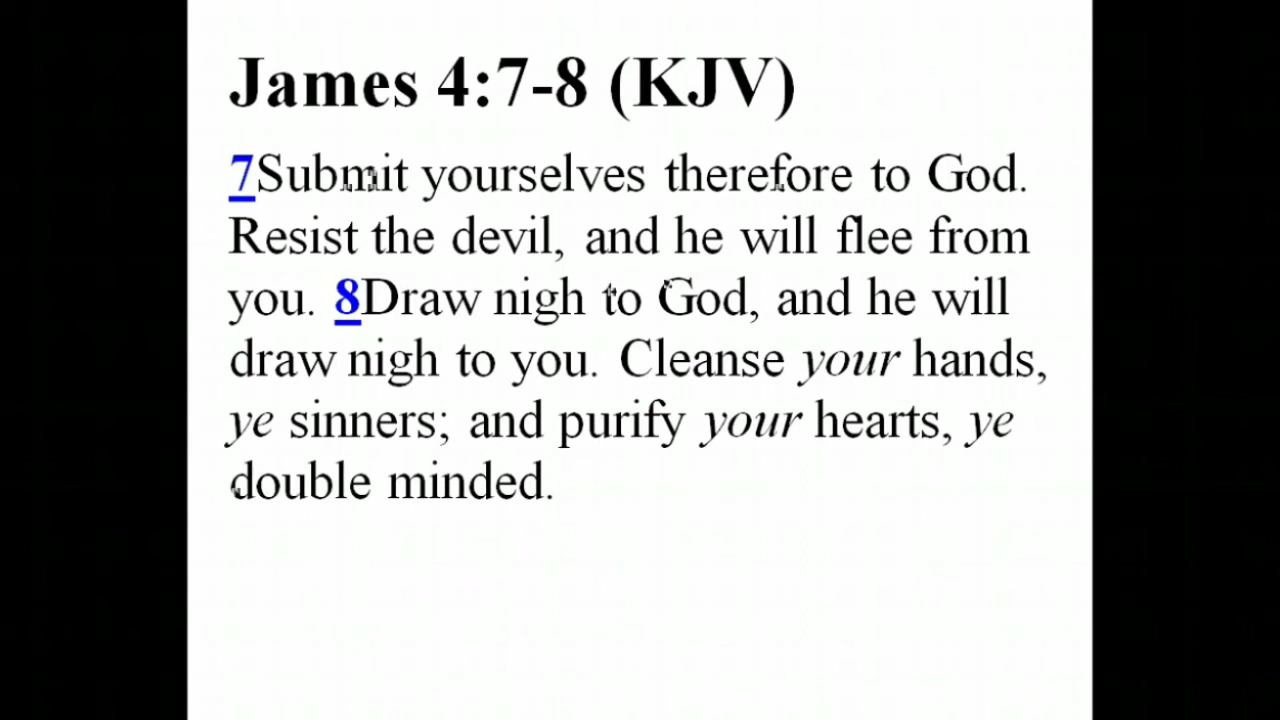 James 4:7-8 (KJV)
7Submit yourselves therefore to God.
Resist the devil, and he will flee from
you. 8Draw nigh to God, and he will
draw nigh to you. Cleanse your hands,
ye sinners; and purify your hearts, ye
double minded.